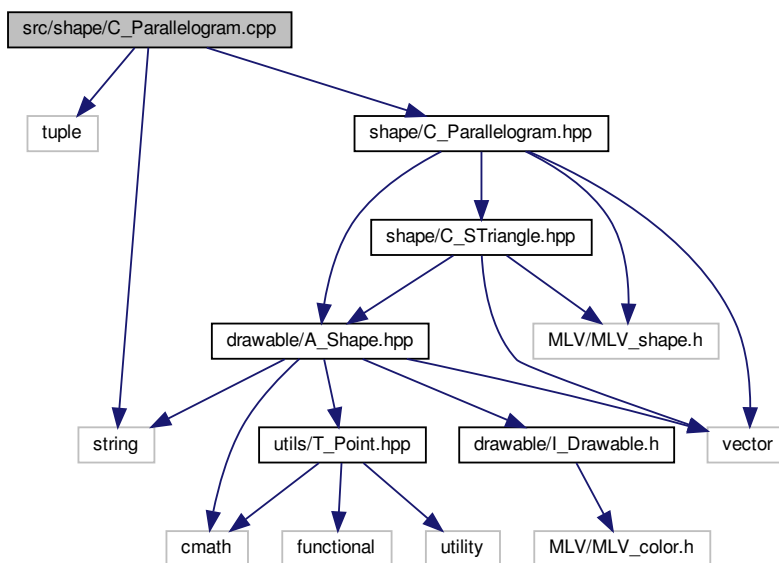 src/shape/C_Parallelogram.cpp
tuple
shape/C_Parallelogram.hpp
shape/C_STriangle.hpp
drawable/A_Shape.hpp
MLV/MLV_shape.h
string
utils/T_Point.hpp
drawable/I_Drawable.h
vector
cmath
functional
utility
MLV/MLV_color.h